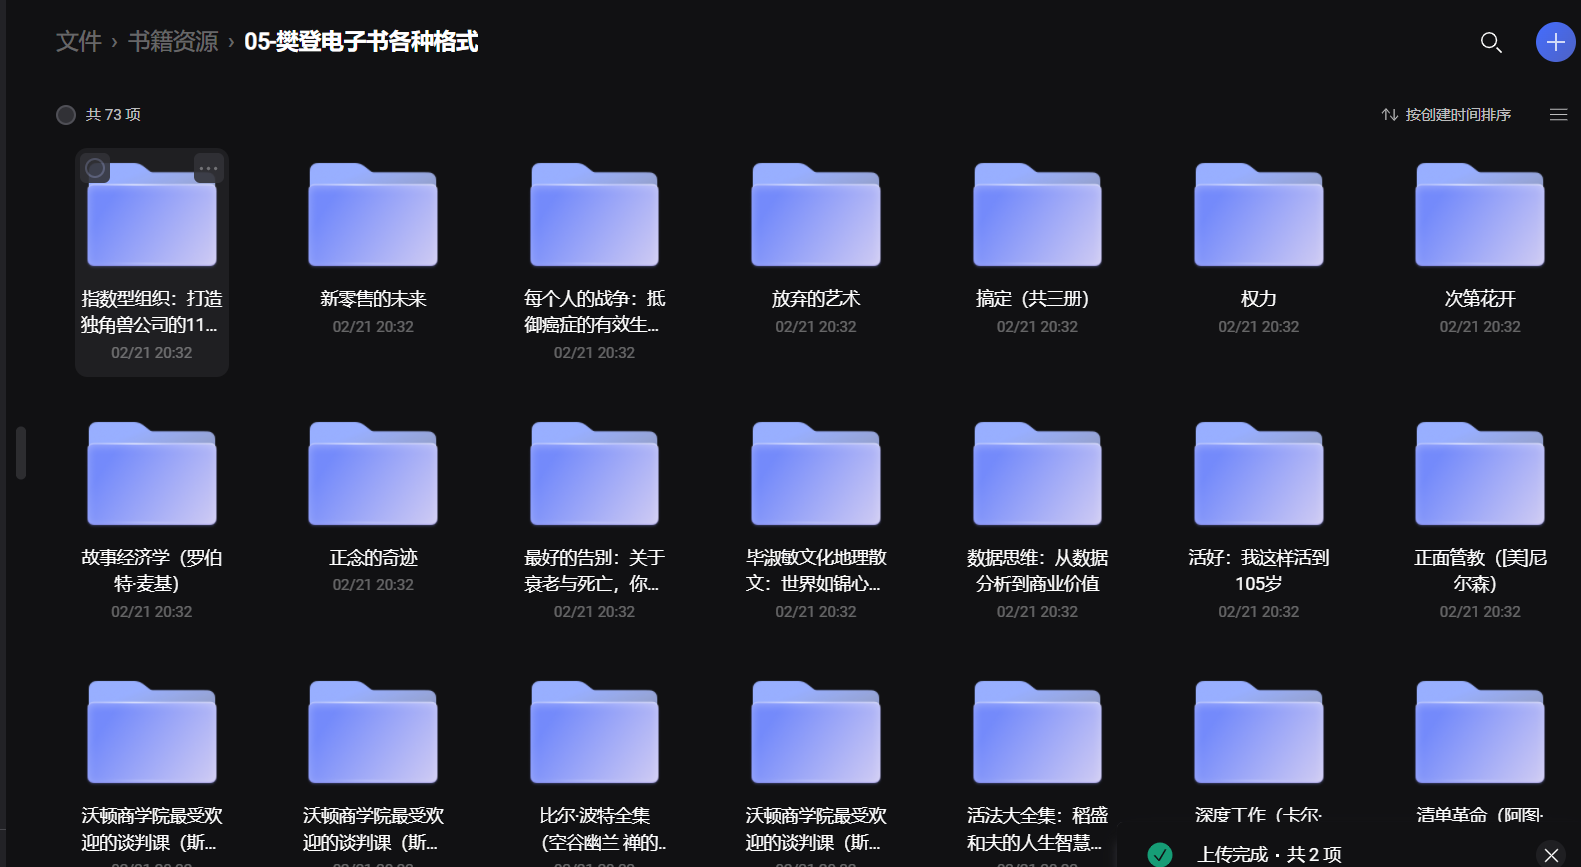 文件 › 书籍资源 › 05-樊登电子书各种格式
共 73 项
按创建时间排序
指数型组织：打造
独角兽公司的11...
02/21 20:32
新零售的未来
02/21 20:32
每个人的战争：抵
御癌症的有效生...
02/21 20:32
放弃的艺术
02/21 20:32
搞定（共三册）
02/21 20:32
权力
02/21 20:32
次第花开
02/21 20:32
故事经济学（罗伯
特·麦基）
02/21 20:32
正念的奇迹
02/21 20:32
最好的告别：关于
衰老与死亡，你...
02/21 20:32
毕淑敏文化地理散
文：世界如锦心...
02/21 20:32
数据思维：从数据
分析到商业价值
02/21 20:32
活好：我这样活到
105岁
02/21 20:32
正面管教（[美]尼
尔森）
02/21 20:32
沃顿商学院最受欢
迎的谈判课（斯...
沃顿商学院最受欢
迎的谈判课（斯...
比尔·波特全集
（空谷幽兰 禅的..
沃顿商学院最受欢
迎的谈判课（斯...
活法大全集：稻盛
和夫的人生智慧...
深度工作（卡尔·
清单革命（阿图·
上传完成·共 2 项